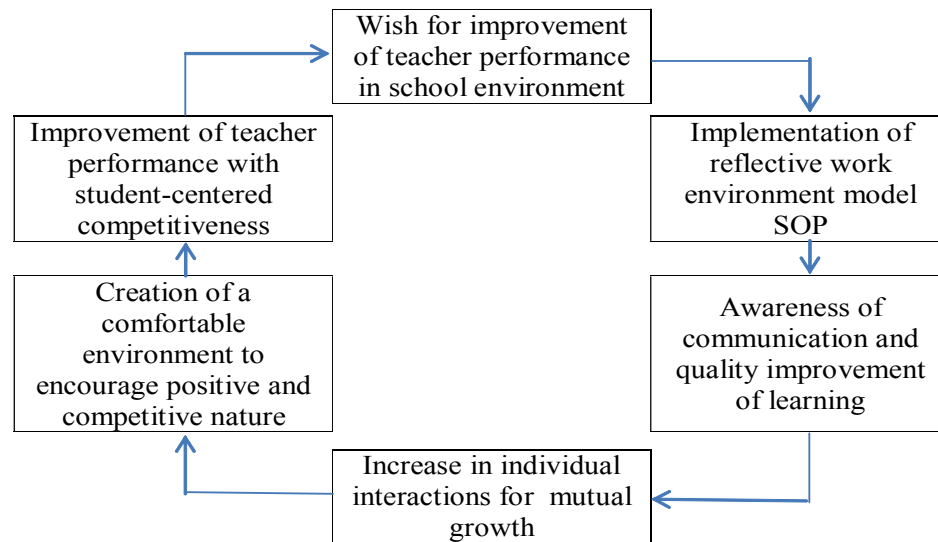 Wish for improvement
of teacher performance
in school environment
Implementation of
reflective work
environment model
SOP
Awareness of
communication and
quality improvement
of learning
Increase in individual
interactions for mutual
growth
Creation of a
comfortable
environment to
encourage positive and
competitive nature
Improvement of teacher
performance with
student-centered
competitiveness